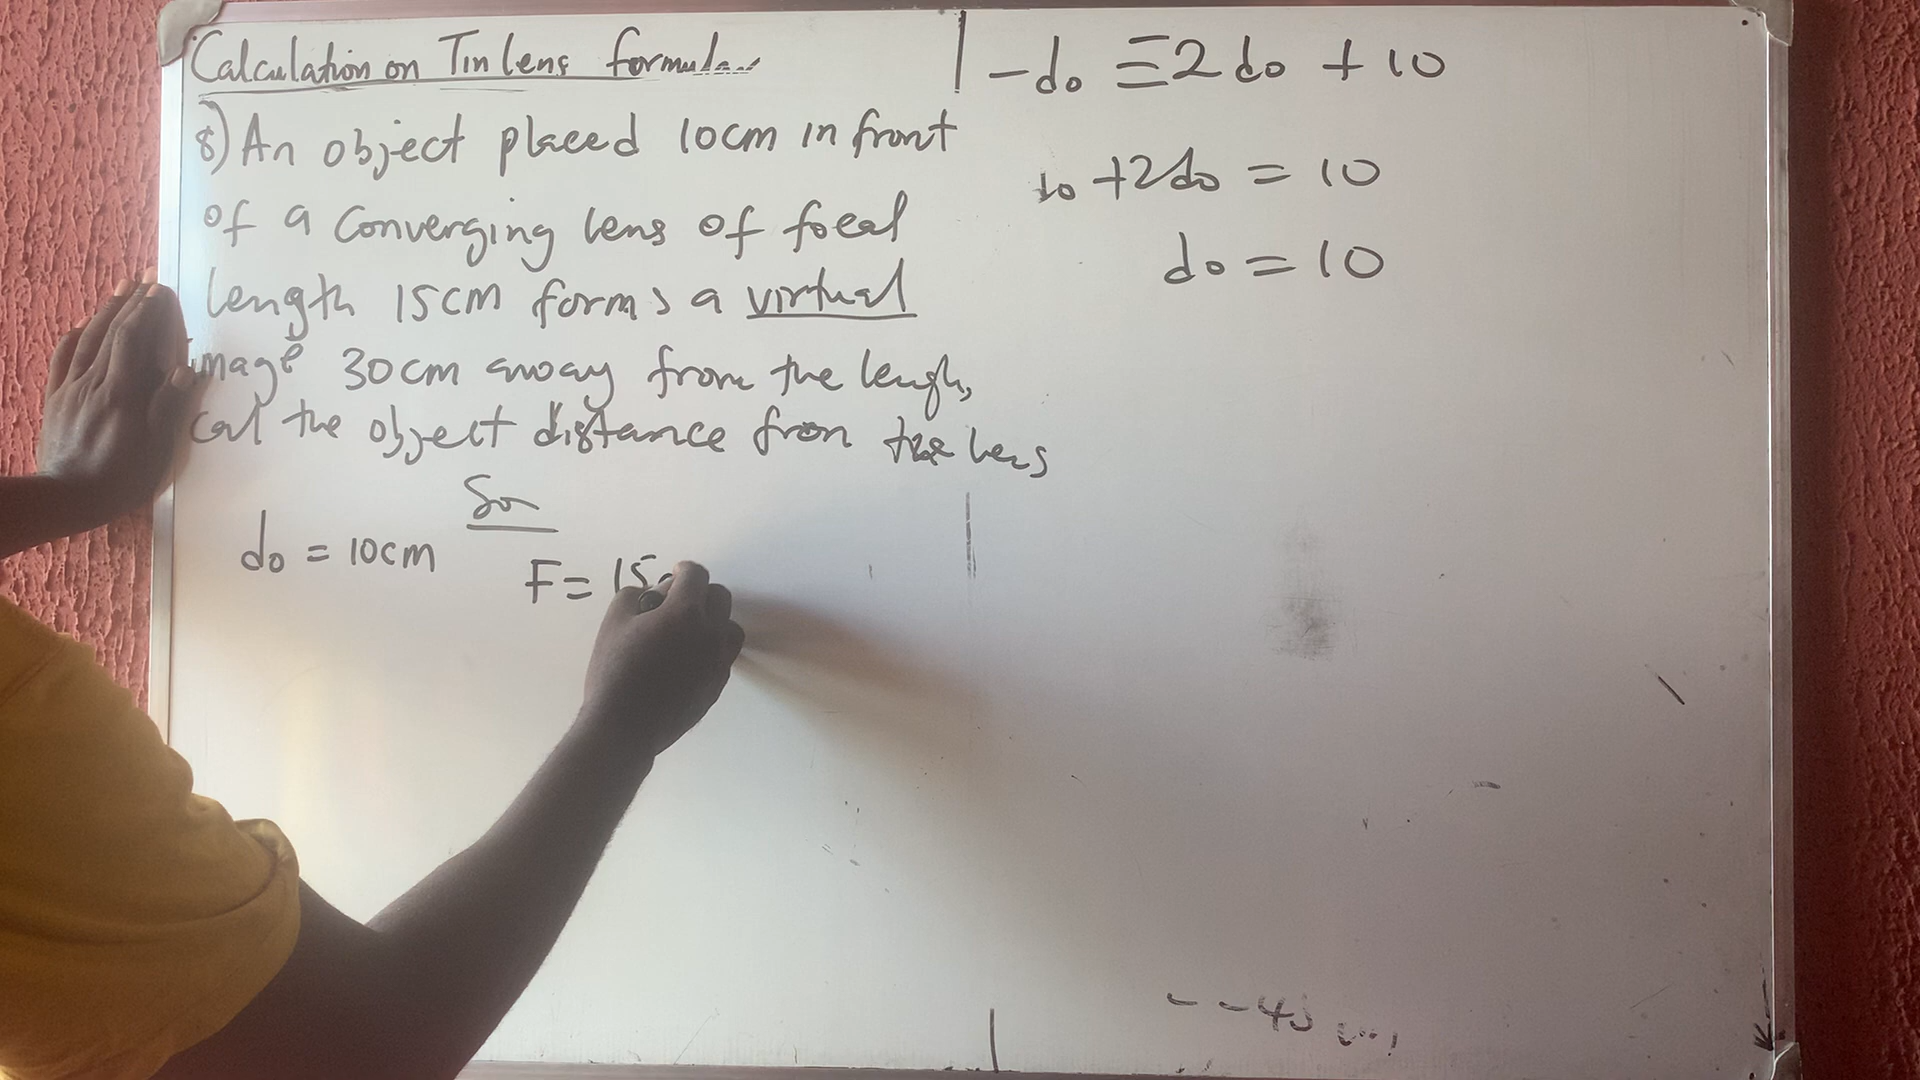 Calculation on Tin lens formula
8) An object placed 10cm in front
of a Converging lens of focal
length 15cm forms a virtual
image 30cm away from the length,
cal the object distance from the lens
Son
do = 10cm
F = 15
-do = 2do + 10
do + 2do = 10
do = 10